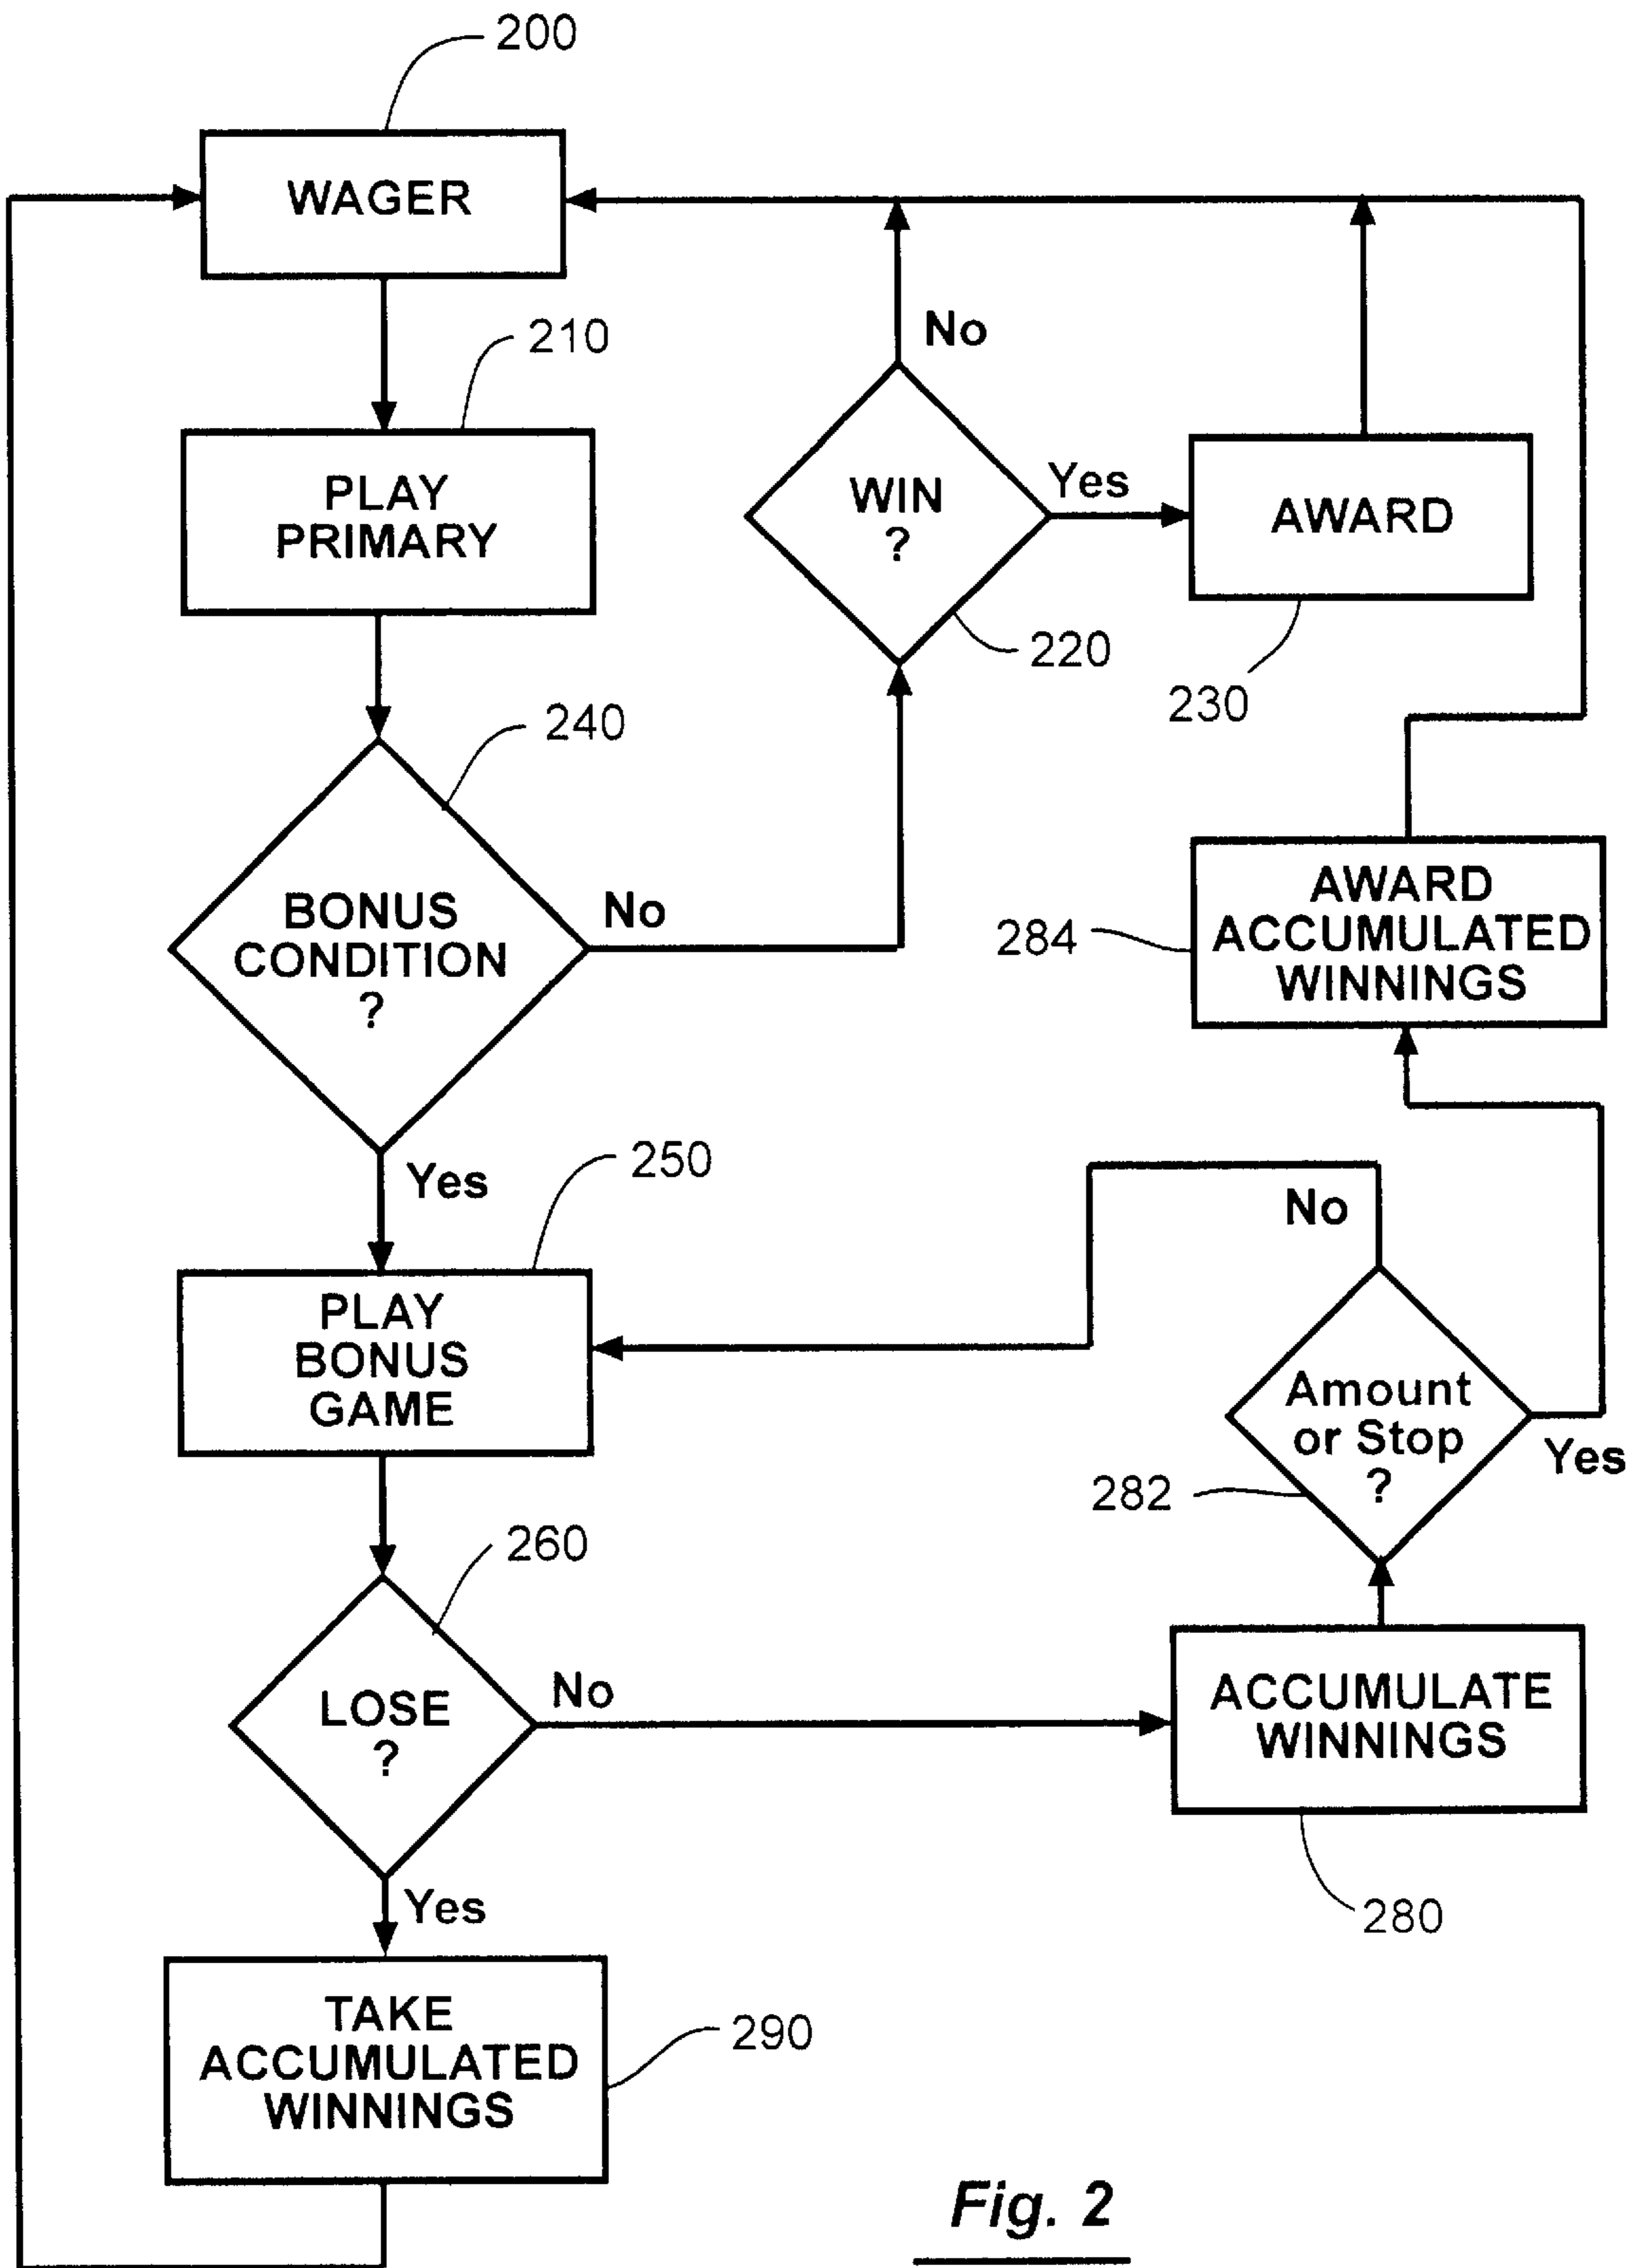 200
WAGER
210
PLAY
PRIMARY
No
WIN
?
Yes
AWARD
220
230
240
BONUS
CONDITION
?
No
284
AWARD
ACCUMULATED
WINNINGS
Yes
250
No
PLAY
BONUS
GAME
Amount
or Stop
?
Yes
282
260
LOSE
?
No
ACCUMULATE
WINNINGS
280
Yes
TAKE
ACCUMULATED
WINNINGS
290
Fig. 2